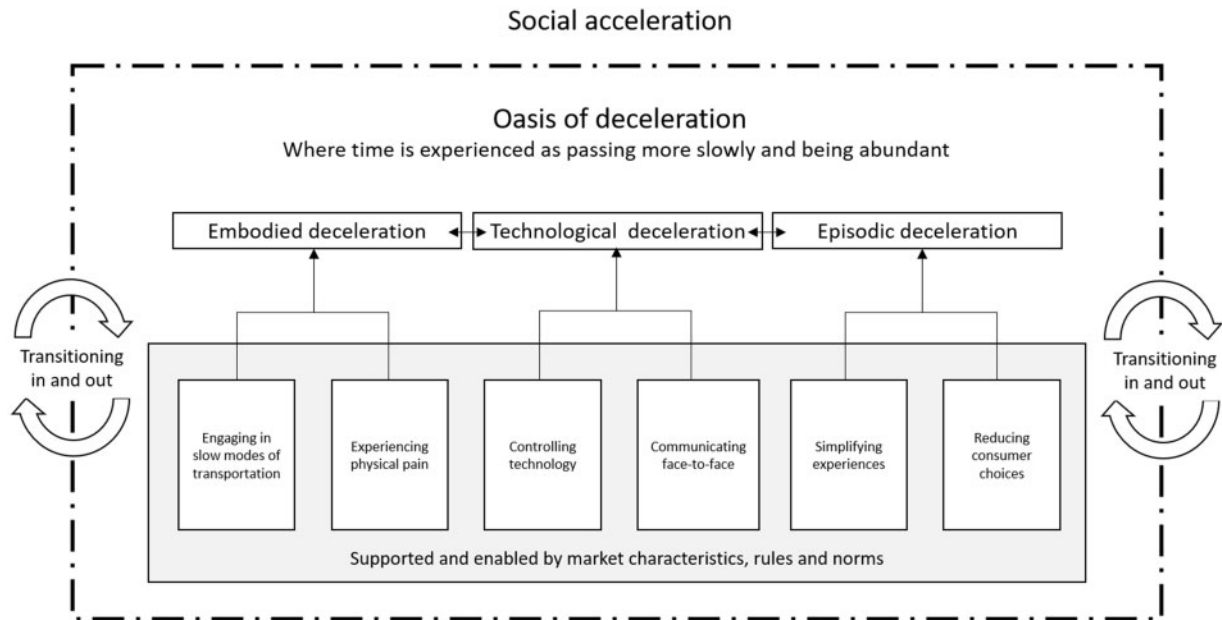 Social acceleration
Oasis of deceleration
Where time is experienced as passing more slowly and being abundant
Embodied deceleration
Technological deceleration
Episodic deceleration
Transitioning
in and out
Transitioning
in and out
Engaging in
slow modes of
transportation
Experiencing
physical pain
Controlling
technology
Communicating
face-to-face
Simplifying
experiences
Reducing
consumer
choices
Supported and enabled by market characteristics, rules and norms